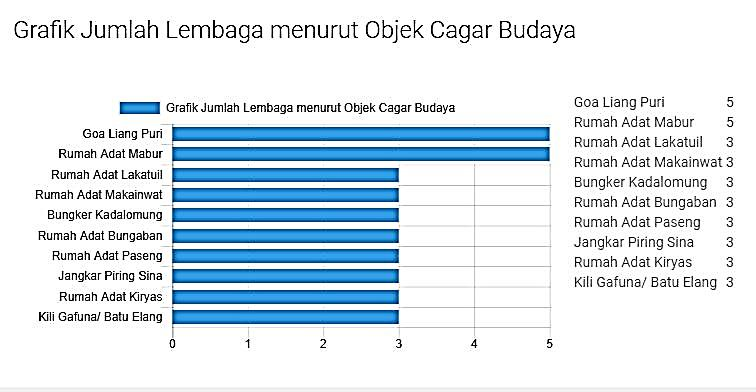 Grafik Jumlah Lembaga menurut Objek Cagar Budaya
Grafik Jumlah Lembaga menurut Objek Cagar Budaya
Goa Liang Puri
Rumah Adat Mabur
Rumah Adat Lakatuil
Rumah Adat Makainwat
Bungker Kadalomung
Rumah Adat Bungaban
Rumah Adat Paseng
Jangkar Piring Sina
Rumah Adat Kiryas
Kili Gafuna/ Batu Elang
0 1 2 3 4 5
Goa Liang Puri 5
Rumah Adat Mabur 5
Rumah Adat Lakatuil 3
Rumah Adat Makainwat 3
Bungker Kadalomung 3
Rumah Adat Bungaban 3
Rumah Adat Paseng 3
Jangkar Piring Sina 3
Rumah Adat Kiryas 3
Kili Gafuna/ Batu Elang 3